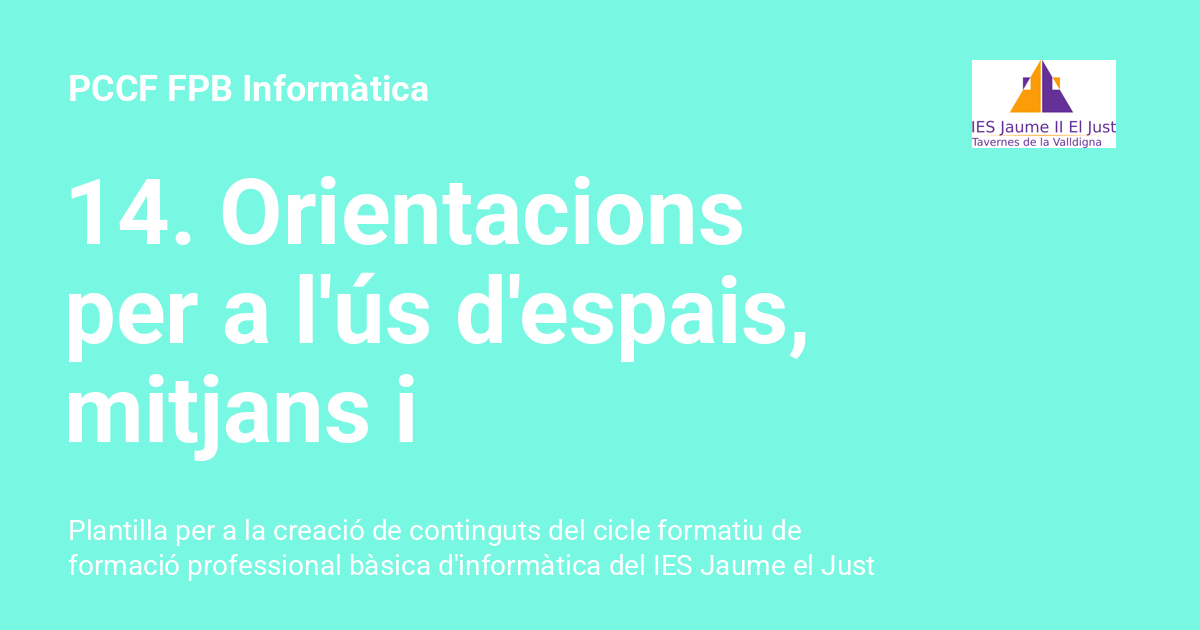 PCCF FPB Informàtica
IES Jaume II El Just
Tavernes de la Valldigna
14. Orientacions
per a l'ús d'espais,
mitjans i
Plantilla per a la creació de continguts del cicle formatiu de
formació professional bàsica d'informàtica del IES Jaume el Just